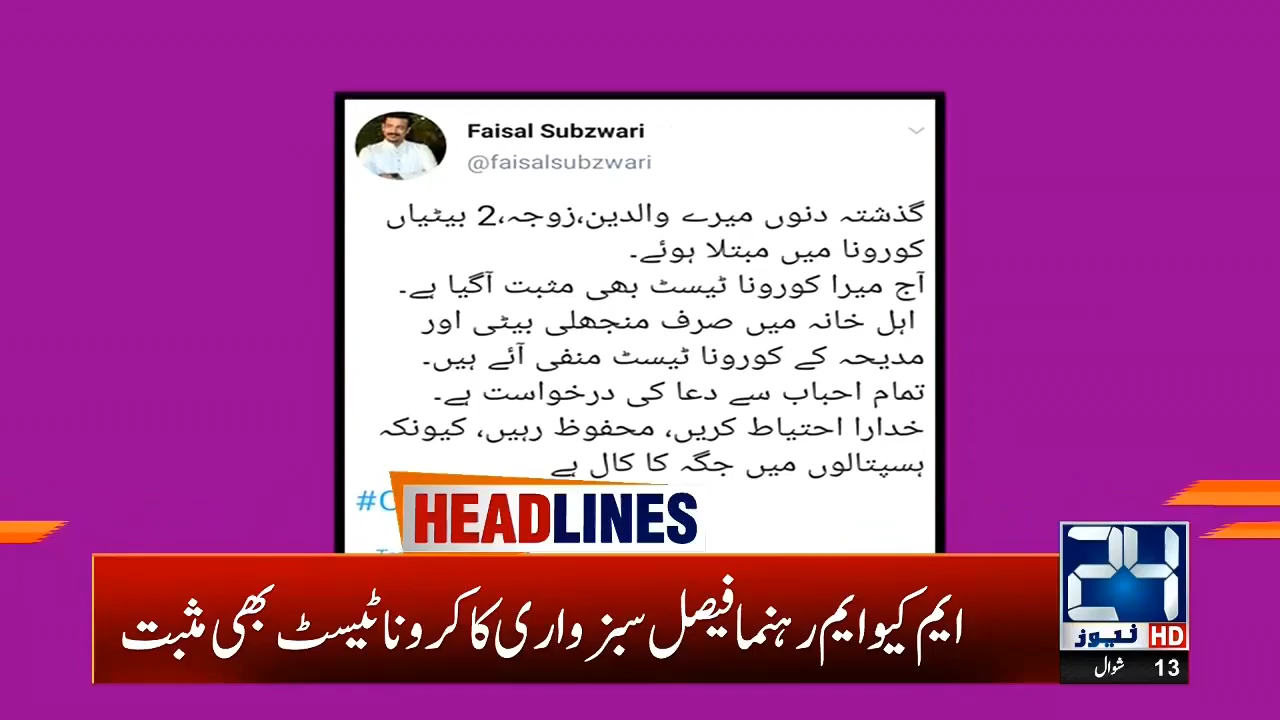 Faisal Subzwari
@faisalsubzwari
گذشتہ دنوں میرے والدین،زوجہ،2 بیٹیاں
کورونا میں مبتلا ہوئے۔
آج میرا کورونا ٹیسٹ بھی مثبت آگیا ہے۔
اہل خانہ میں صرف منجھلی بیٹی اور
مدیحہ کے کورونا ٹیسٹ منفی آئے ہیں۔
تمام احباب سے دعا کی درخواست ہے۔
خدارا احتیاط کریں، محفوظ رہیں، کیونکہ
ہسپتالوں میں جگہ کا کال ہے
HEADLINES
ایم کیو ایم رہنما فیصل سبزواری کا کرونا ٹیسٹ بھی مثبت
24
نیوز HD
13 شوال